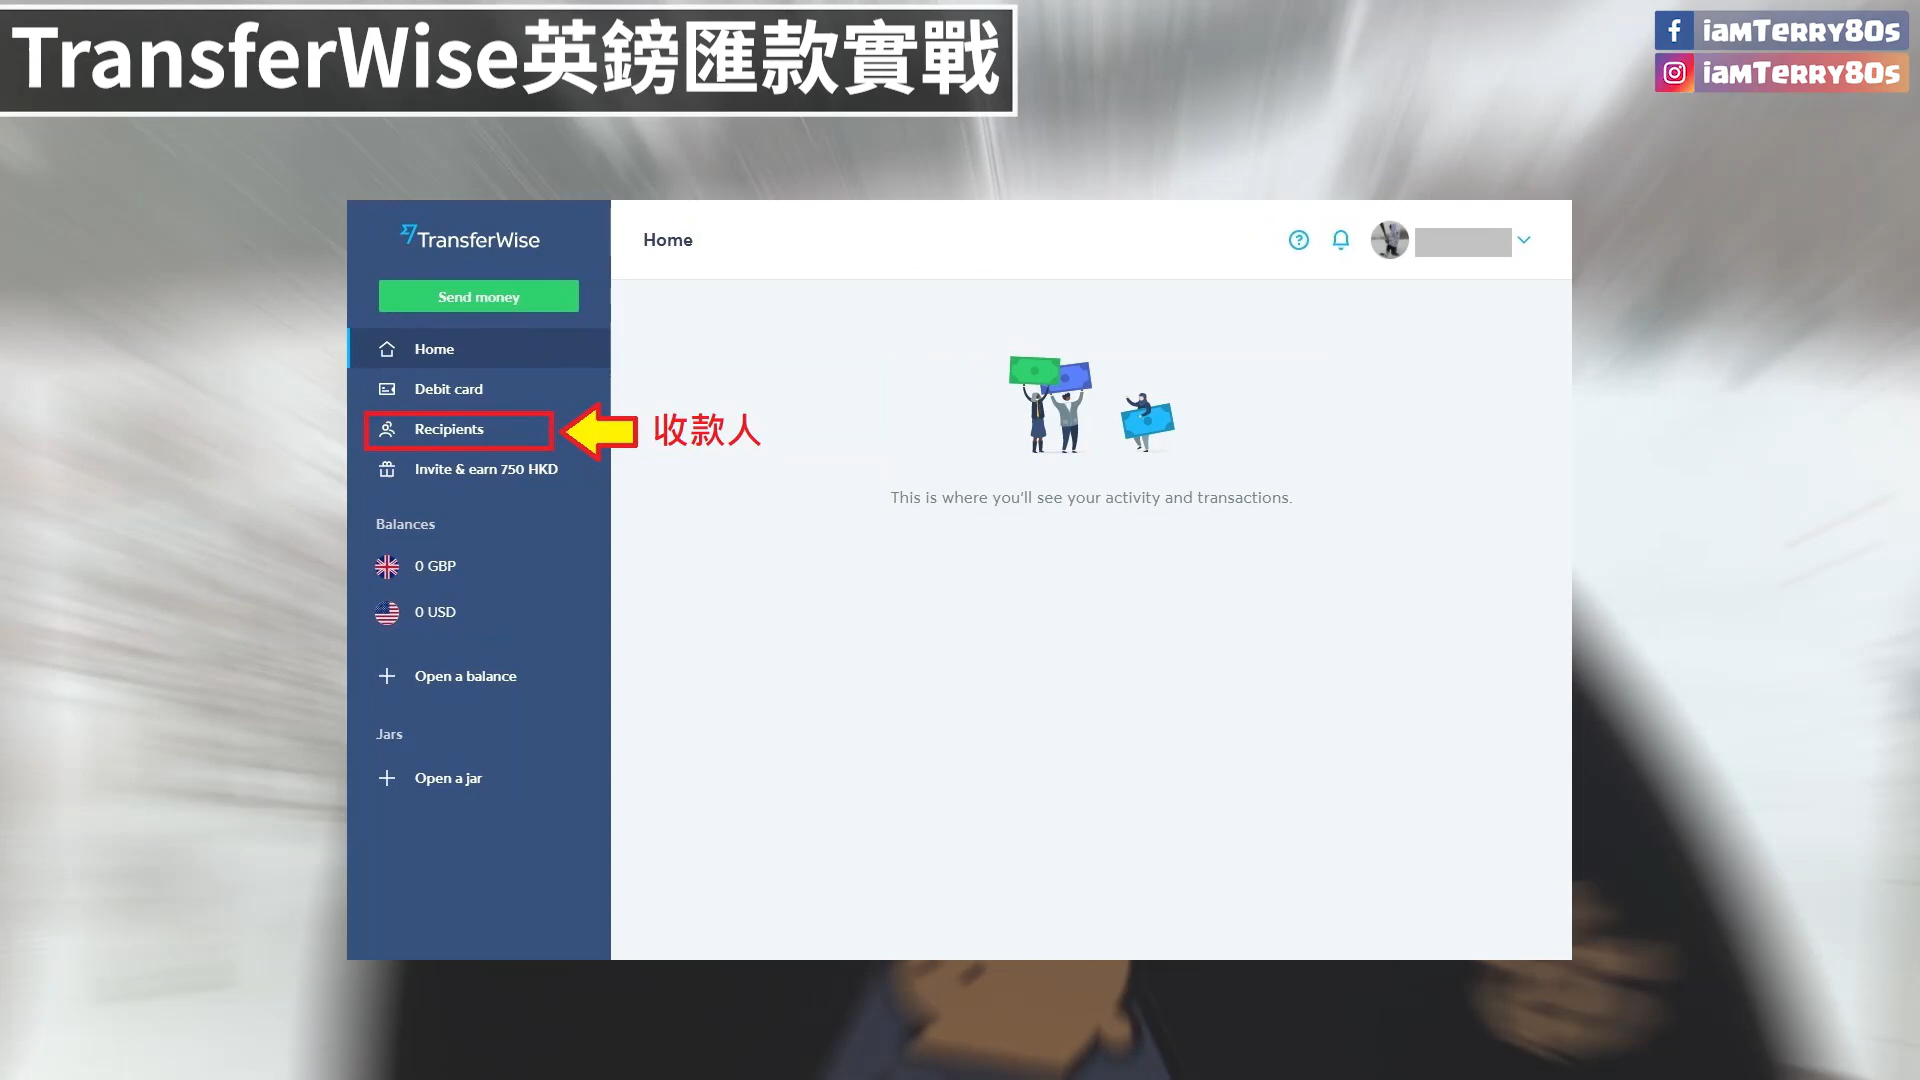 TransferWise英鎊匯款實戰
iamTerry80s
iamTerry80s
TransferWise
Home
Send money
Home
Debit card
Recipients
收款人
Invite & earn 750 HKD
This is where you'll see your activity and transactions.
Balances
0 GBP
0 USD
Open a balance
Jars
Open a jar